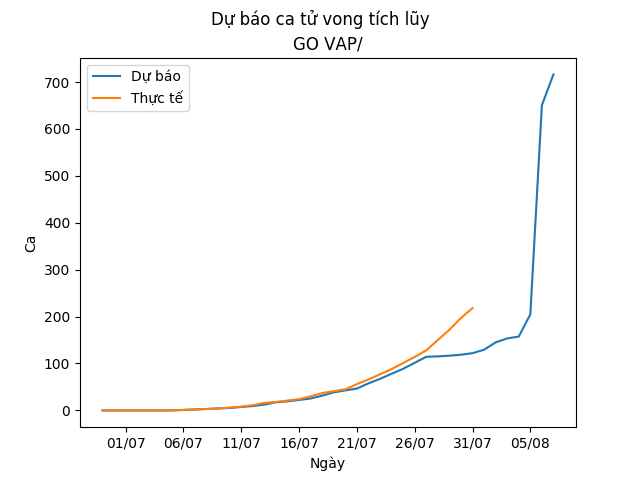 Dự báo ca tử vong tích lũy
GO VAP/
Dự báo
Thực tế
700
600
500
400
300
200
100
0
Ca
01/07 06/07 11/07 16/07 21/07 26/07 31/07 05/08
Ngày